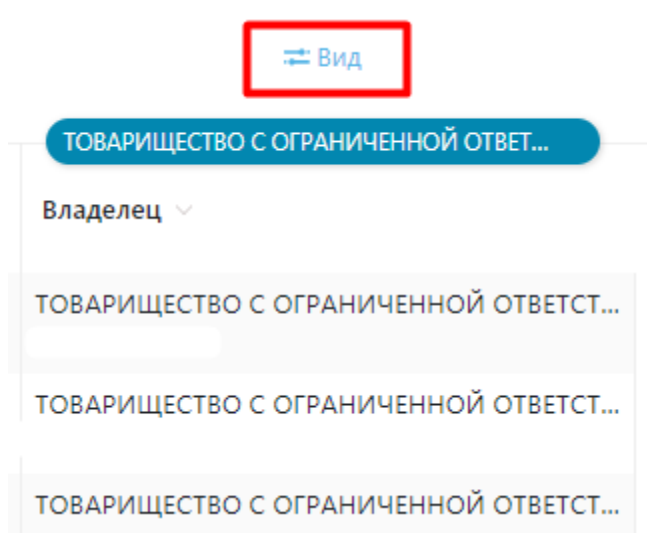 Вид
ТОВАРИЩЕСТВО С ОГРАНИЧЕННОЙ ОТВЕТ...
Владелец
ТОВАРИЩЕСТВО С ОГРАНИЧЕННОЙ ОТВЕТСТ...
ТОВАРИЩЕСТВО С ОГРАНИЧЕННОЙ ОТВЕТСТ...
ТОВАРИЩЕСТВО С ОГРАНИЧЕННОЙ ОТВЕТСТ...